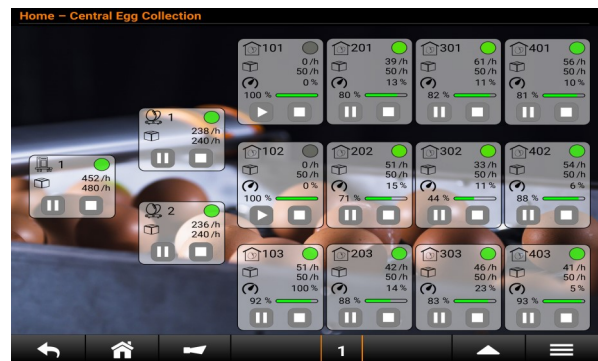 Home – Central Egg Collection
101
0/h
50/h
0%
100 %
201
39/h
50/h
13 %
80 %
301
61/h
50/h
11 %
82 %
401
56/h
50/h
10 %
81 %
1
238/h
240/h
1
452/h
480/h
102
0/h
50/h
0%
100 %
202
51/h
50/h
15 %
71 %
302
33/h
50/h
11 %
44 %
402
54/h
50/h
6%
88 %
2
236/h
240/h
103
51/h
50/h
100 %
92 %
203
42/h
50/h
14 %
88 %
303
46/h
50/h
23 %
83 %
403
41/h
50/h
5%
93 %
1